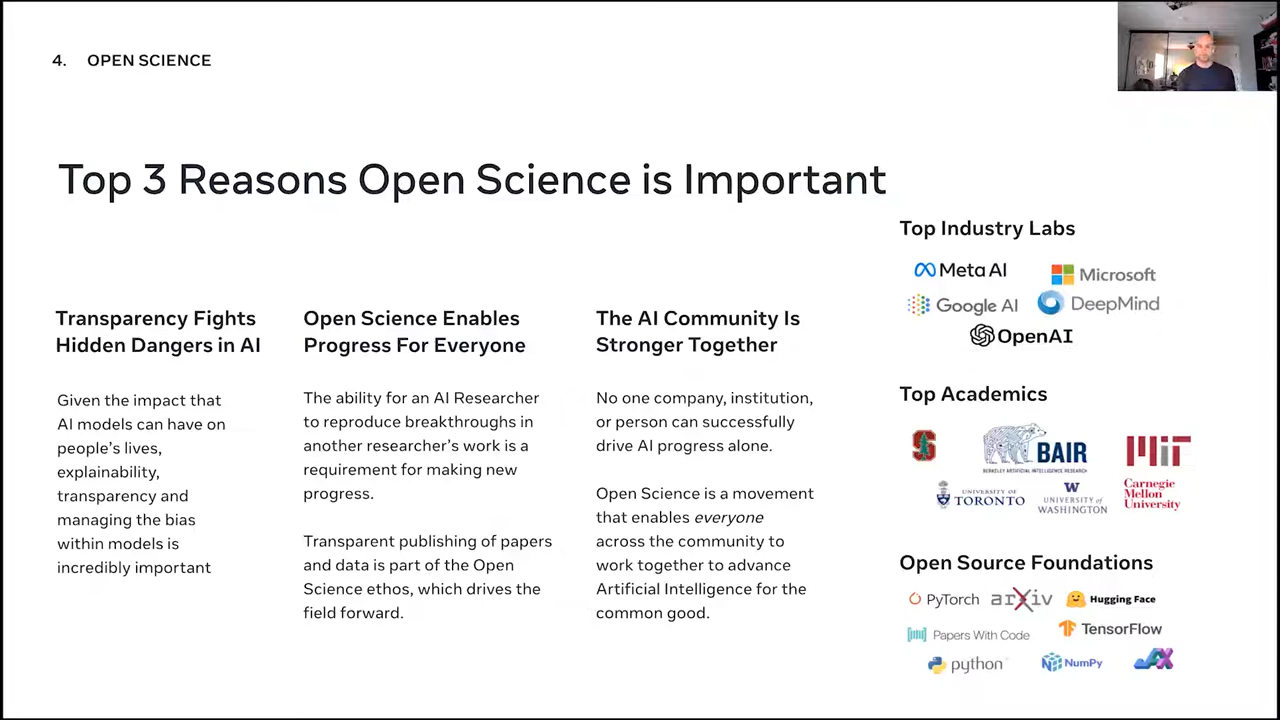 4. OPEN SCIENCE
Top 3 Reasons Open Science is Important
Transparency Fights
Hidden Dangers in AI
Given the impact that
AI models can have on
people's lives,
explainability,
transparency and
managing the bias
within models is
incredibly important
Open Science Enables
Progress For Everyone
The ability for an AI Researcher
to reproduce breakthroughs in
another researcher's work is a
requirement for making new
progress.
Transparent publishing of papers
and data is part of the Open
Science ethos, which drives the
field forward.
The AI Community Is
Stronger Together
No one company, institution,
or person can successfully
drive AI progress alone.
Open Science is a movement
that enables everyone
across the community to
work together to advance
Artificial Intelligence for the
common good.
Top Industry Labs
Meta AI
Microsoft
Google AI
DeepMind
OpenAI
Top Academics
S
BAIR
BERKELEY ARTIFICIAL INTELLIGENCE RESEARCH
MIT
UNIVERSITY OF
TORONTO
W
UNIVERSITY of
WASHINGTON
Carnegie
Mellon
University
Open Source Foundations
PyTorch
arXiv
Hugging Face
Papers With Code
TensorFlow
python
NumPy
JAX